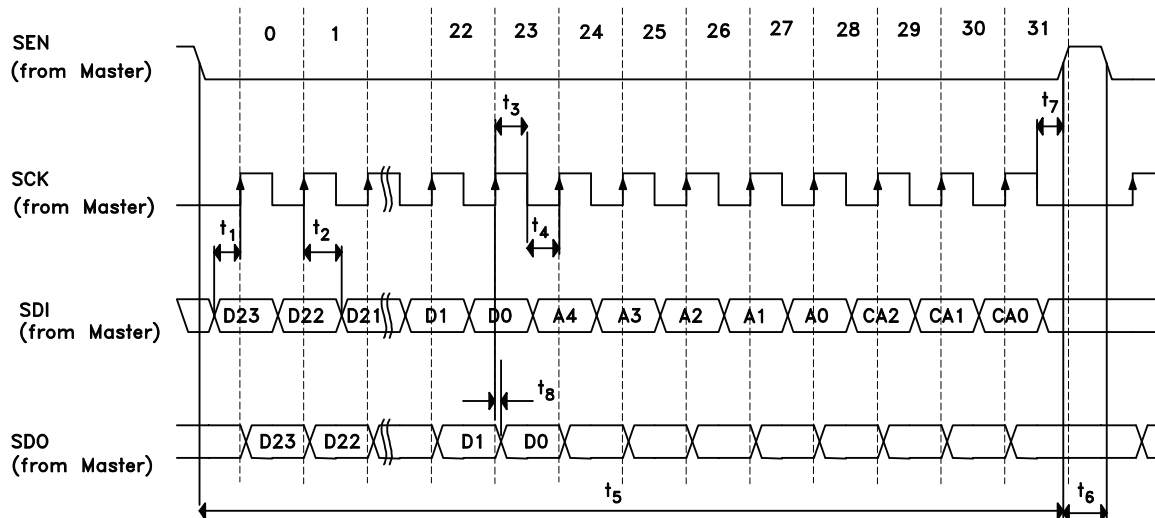 0 1 22 23 24 25 26 27 28 29 30 31
SEN
(from Master)
t3
t7
SCK
(from Master)
t1 t2 t4
SDI
(from Master)
D23 D22 D21 D1 D0 A4 A3 A2 A1 A0 CA2 CA1 CA0
t8
SDO
(from Master)
D23 D22 D1 D0
t5 t6